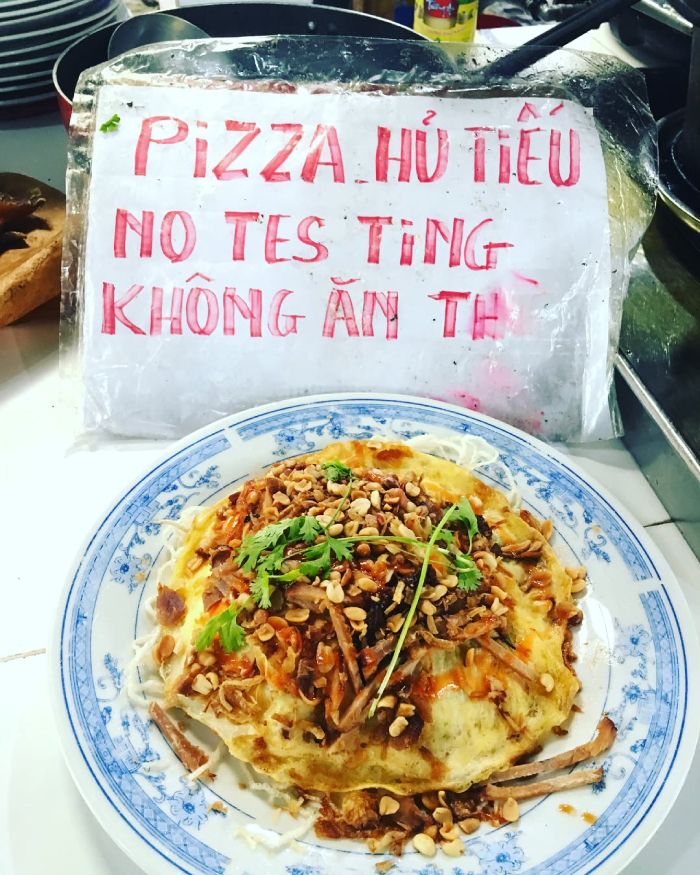 PiZZA HỦ TiẾU
NO TES TiNG
KHÔNG ĂN TH